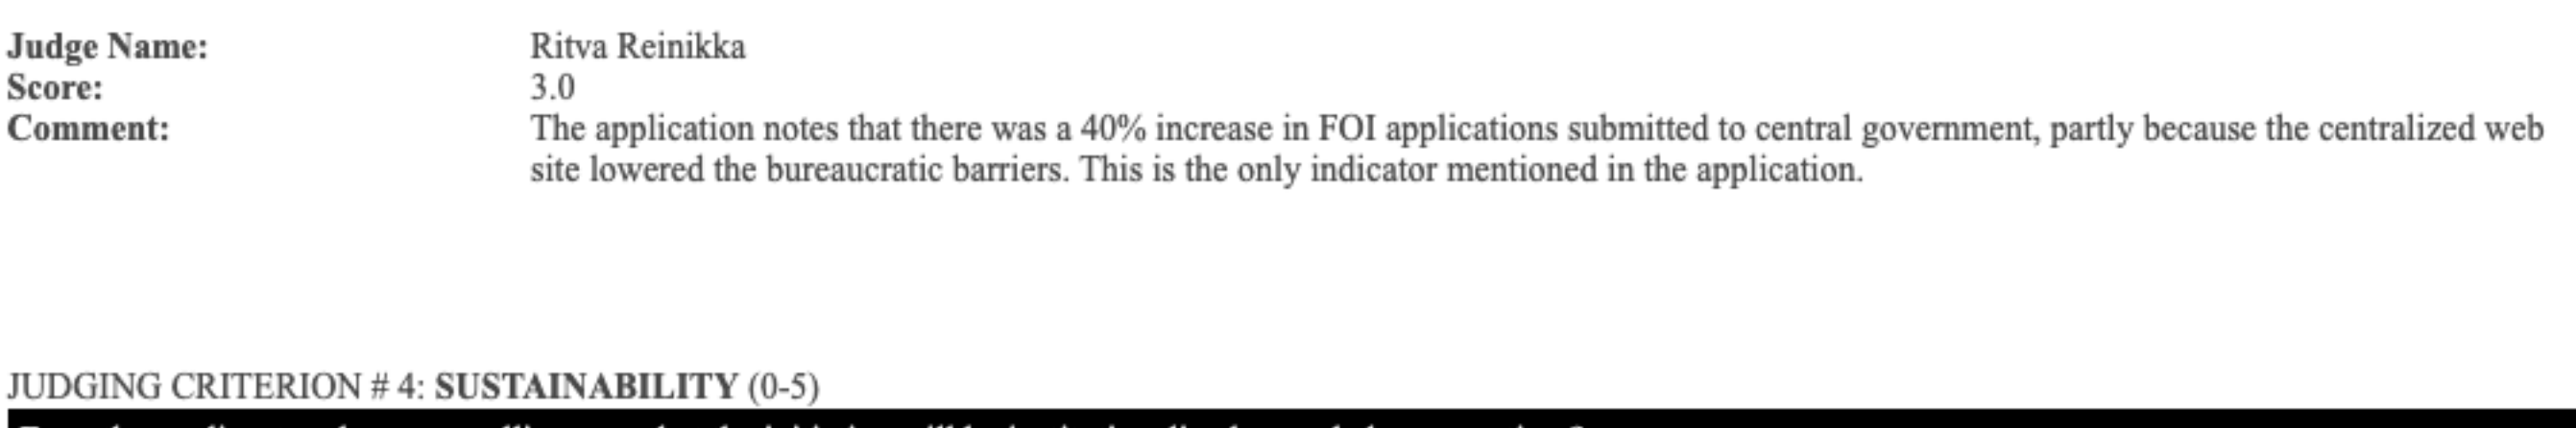 Judge Name: Ritva Reinikka
Score: 3.0
Comment: The application notes that there was a 40% increase in FOI applications submitted to central government, partly because the centralized web
site lowered the bureaucratic barriers. This is the only indicator mentioned in the application.
JUDGING CRITERION # 4: SUSTAINABILITY (0-5)